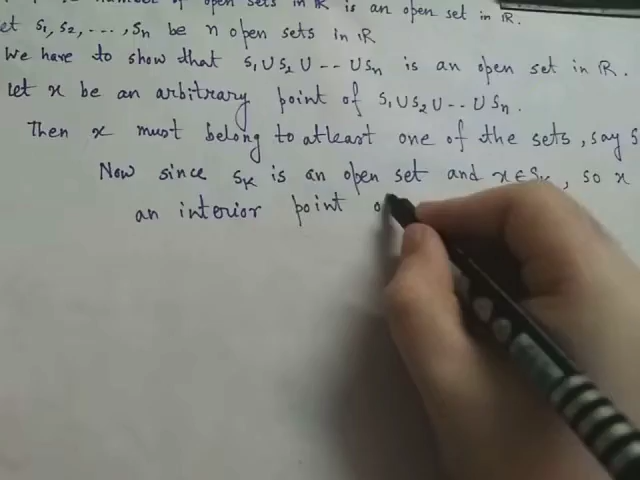 number of open sets in ℝ is an open set in ℝ.
et S₁, S₂, ..., Sn be n open sets in ℝ
We have to show that S₁ U S₂ U -- U Sn is an open set in ℝ.
Let x be an arbitrary point of S₁ U S₂ U -- U Sn.
Then x must belong to atleast one of the sets, say S
Now since Sk is an open set and x ∈ Sk, so x
an interior point o